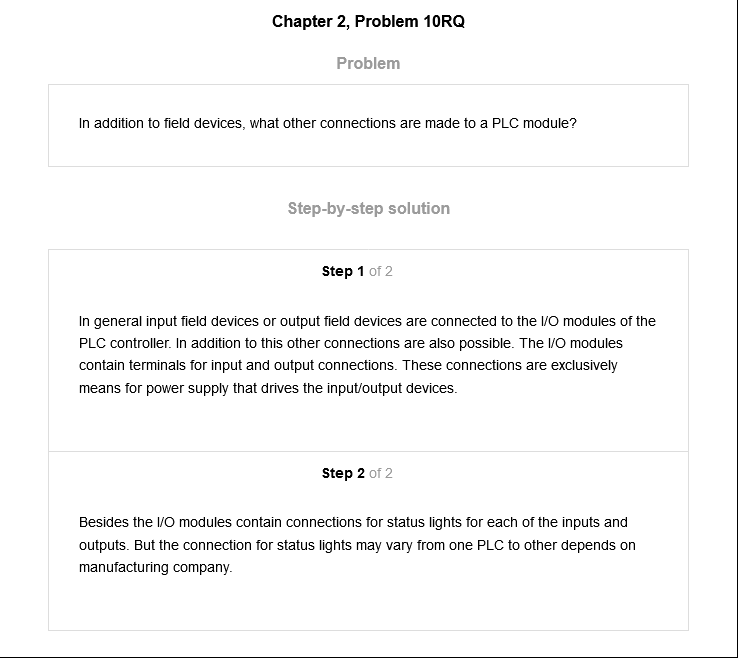 Chapter 2, Problem 10RQ
Problem
In addition to field devices, what other connections are made to a PLC module?
Step-by-step solution
Step 1 of 2
In general input field devices or output field devices are connected to the I/O modules of the
PLC controller. In addition to this other connections are also possible. The I/O modules
contain terminals for input and output connections. These connections are exclusively
means for power supply that drives the input/output devices.
Step 2 of 2
Besides the I/O modules contain connections for status lights for each of the inputs and
outputs. But the connection for status lights may vary from one PLC to other depends on
manufacturing company.